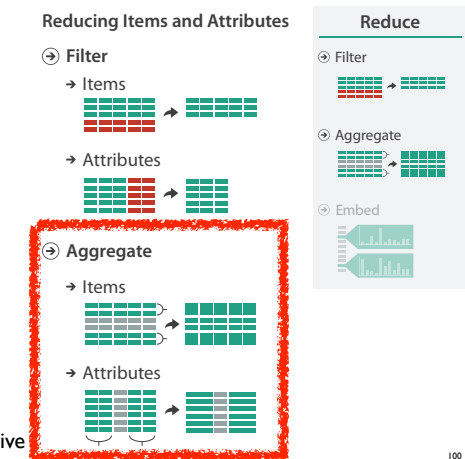 Reducing Items and Attributes
Filter
Items
Attributes
Aggregate
Items
Attributes
ive
Reduce
Filter
Aggregate
Embed
100